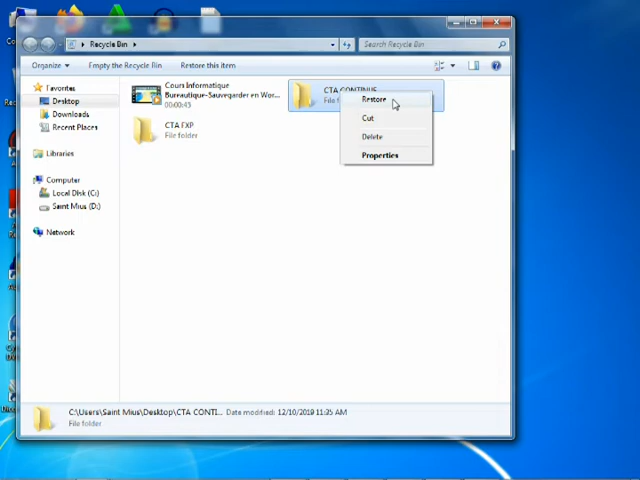 Recycle Bin
Search Recycle Bin
Organize
Empty the Recycle Bin
Restore this item
Favorites
Desktop
Downloads
Recent Places
Libraries
Computer
Local Disk (C:)
Saint Mius (D:)
Network
Cours Informatique
Bureautique-Sauvegarder en Wor...
00:00:45
CTA FXP
File folder
CTA CONTINUE
Restore
Cut
Delete
Properties
C:\Users\Saint Mius\Desktop\CTA CONTI... Date modified: 12/10/2019 11:35 AM
File folder